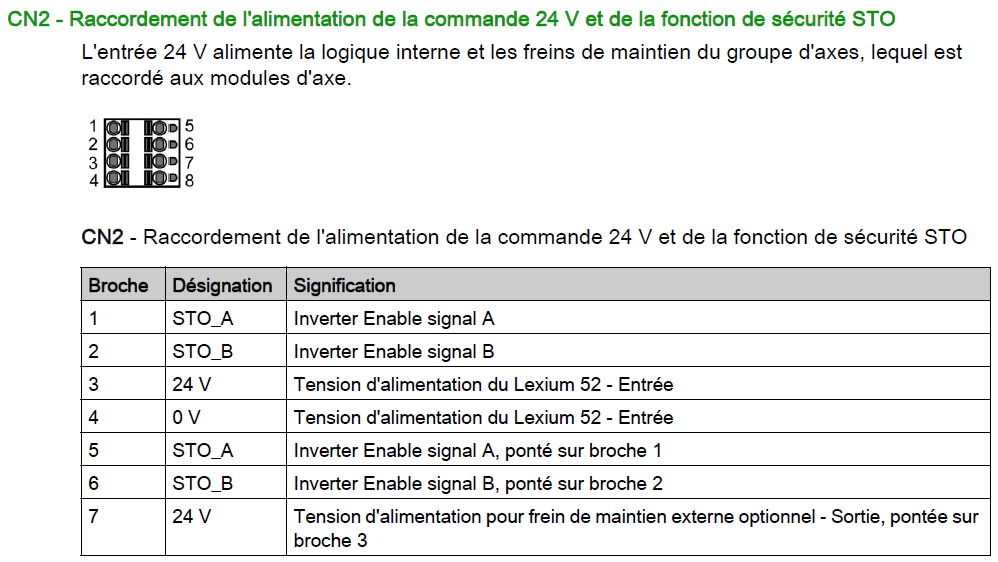 CN2 - Raccordement de l'alimentation de la commande 24 V et de la fonction de sécurité STO
L'entrée 24 V alimente la logique interne et les freins de maintien du groupe d'axes, lequel est
raccordé aux modules d'axe.
1 5
2 6
3 7
4 8
CN2 - Raccordement de l'alimentation de la commande 24 V et de la fonction de sécurité STO
Broche Désignation Signification
1 STO_A Inverter Enable signal A
2 STO_B Inverter Enable signal B
3 24 V Tension d'alimentation du Lexium 52 - Entrée
4 0 V Tension d'alimentation du Lexium 52 - Entrée
5 STO_A Inverter Enable signal A, ponté sur broche 1
6 STO_B Inverter Enable signal B, ponté sur broche 2
7 24 V Tension d'alimentation pour frein de maintien externe optionnel - Sortie, pontée sur
broche 3